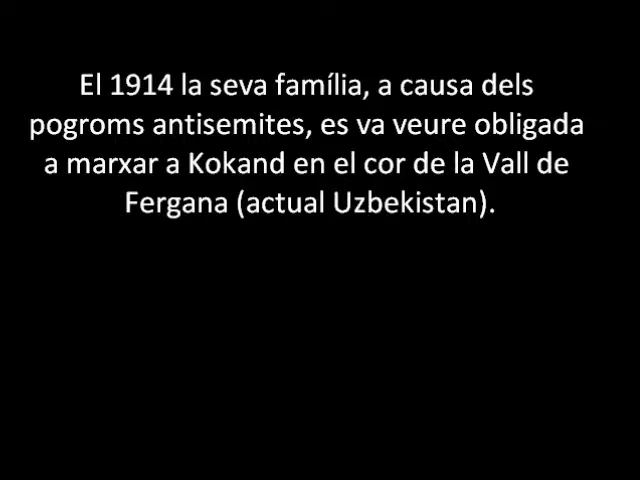 El 1914 la seva família, a causa dels
pogroms antisemites, es va veure obligada
a marxar a Kokand en el cor de la Vall de
Fergana (actual Uzbekistan).